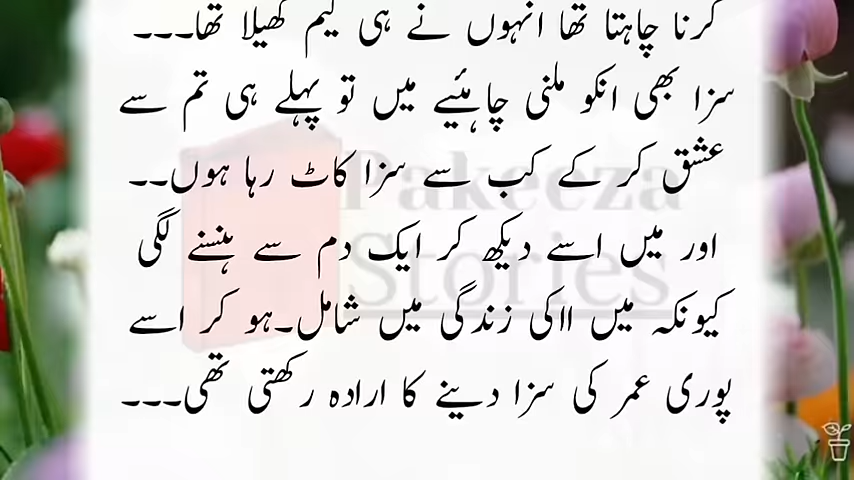 کرنا چاہتا تھا انہوں نے ہی گیم کھیلا تھا۔۔۔
سزا بھی انکو ملنی چاہئیے میں تو پہلے ہی تم سے
عشق کر کے کب سے سزا کاٹ رہا ہوں۔۔
اور میں اسے دیکھ کر ایک دم سے ہنسنے لگی
کیونکہ میں ااکی زندگی میں شامل۔ہو کر اسے
پوری عمر کی سزا دینے کا ارادہ رکھتی تھی۔۔۔
Pakeeza
Stories